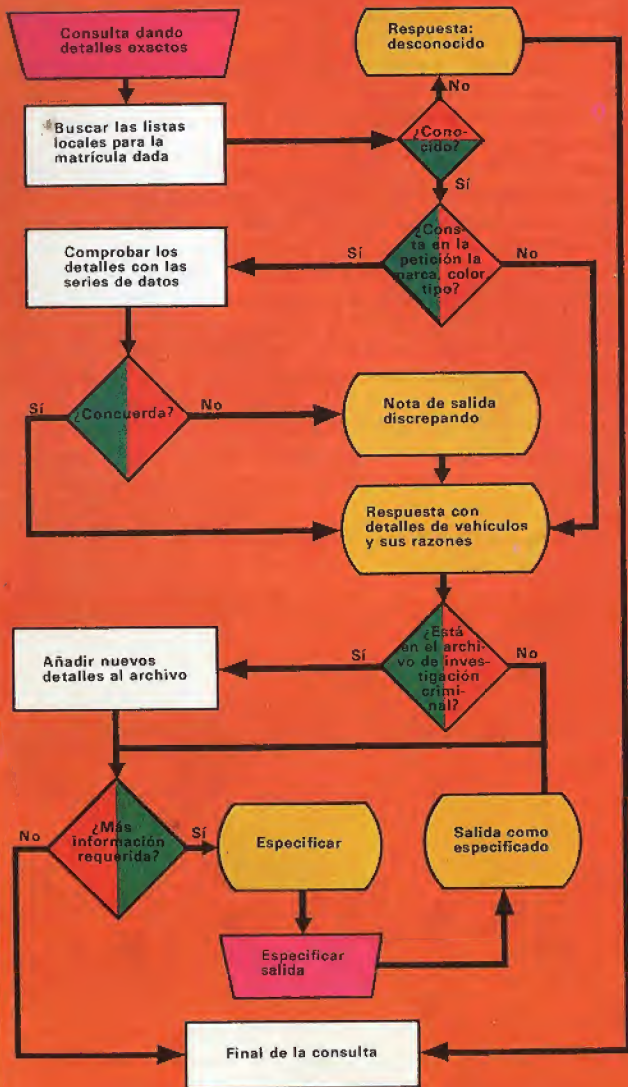 Consulta dando
detalles exactos
Respuesta:
desconocido
No
Buscar las listas
locales para la
matrícula dada
¿Cono-
cido?
Sí
Comprobar los
detalles con las
series de datos
Sí
¿Cons-
ta en la
petición la
marca, color,
tipo?
No
Sí
¿Concuerda?
No
Nota de salida
discrepando
Respuesta con
detalles de vehículos
y sus razones
Añadir nuevos
detalles al archivo
Sí
¿Está
en el archi-
vo de inves-
tigación
crimi-
nal?
No
No
¿Más
información
requerida?
Sí
Especificar
Salida como
especificado
Especificar
salida
Final de la consulta